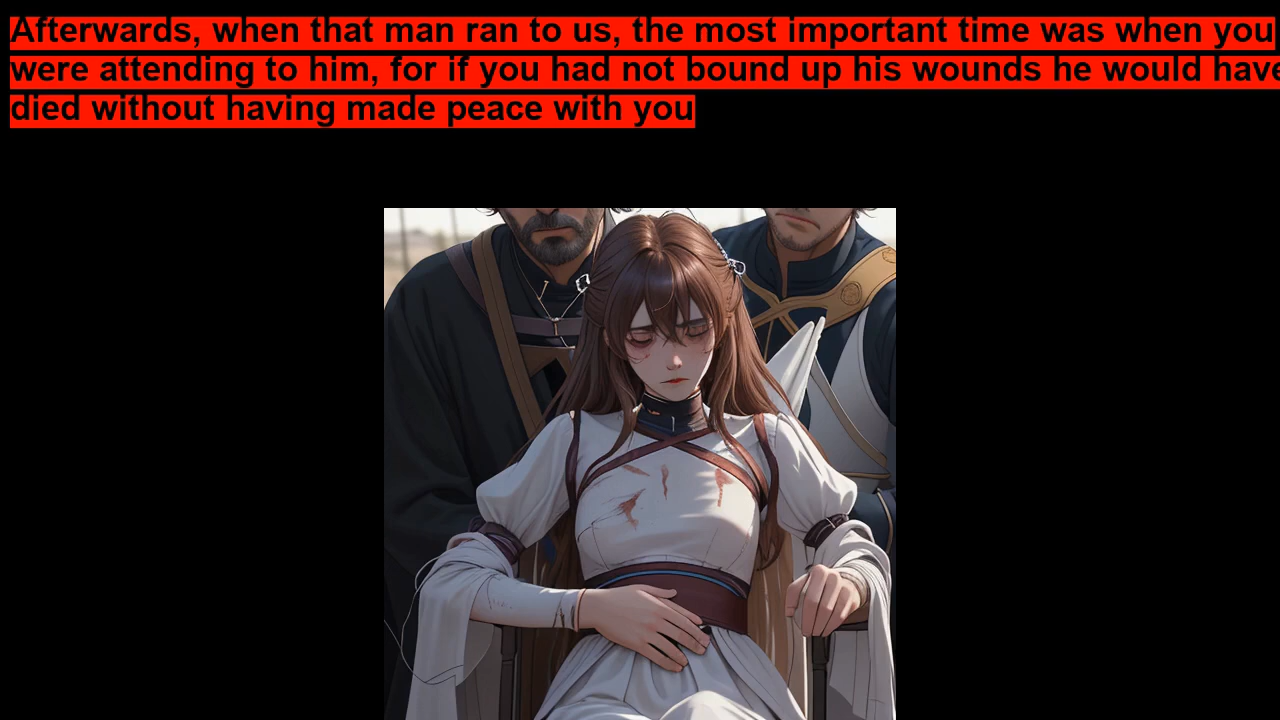 Afterwards, when that man ran to us, the most important time was when you
were attending to him, for if you had not bound up his wounds he would have
died without having made peace with you